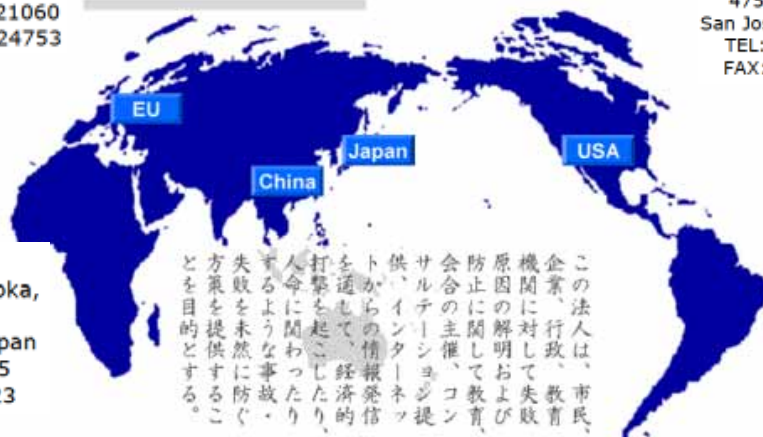 21060
24753
475
San Jo
TEL:
FAX:
EU
Japan
China
USA
oka,
pan
5
23
この法人は、市民、
企業、行政、教育
機関に対して失敗
原因の解明および
防止に関して教育、
会合の主催、コン
サルテーション提
供、インターネッ
トからの情報発信
を通して、経済的
打撃を起こしたり、
人命に関わったり
するような事故・
失敗を未然に防ぐ
方策を提供するこ
とを目的とする。